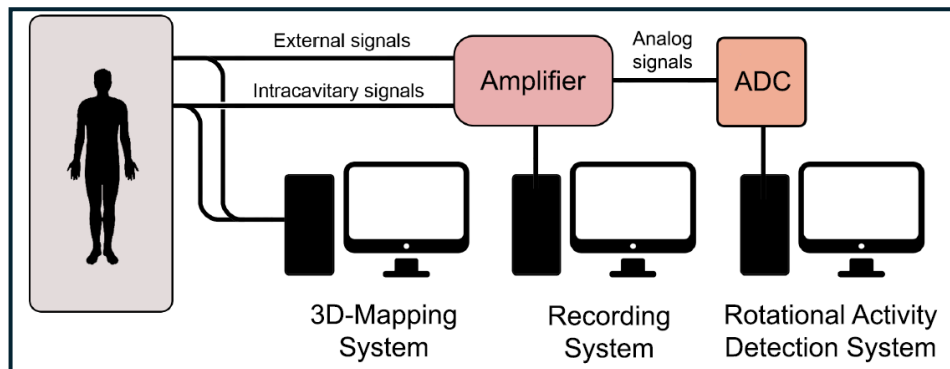 External signals
Intracavitary signals
Amplifier
Analog
signals
ADC
3D-Mapping
System
Recording
System
Rotational Activity
Detection System